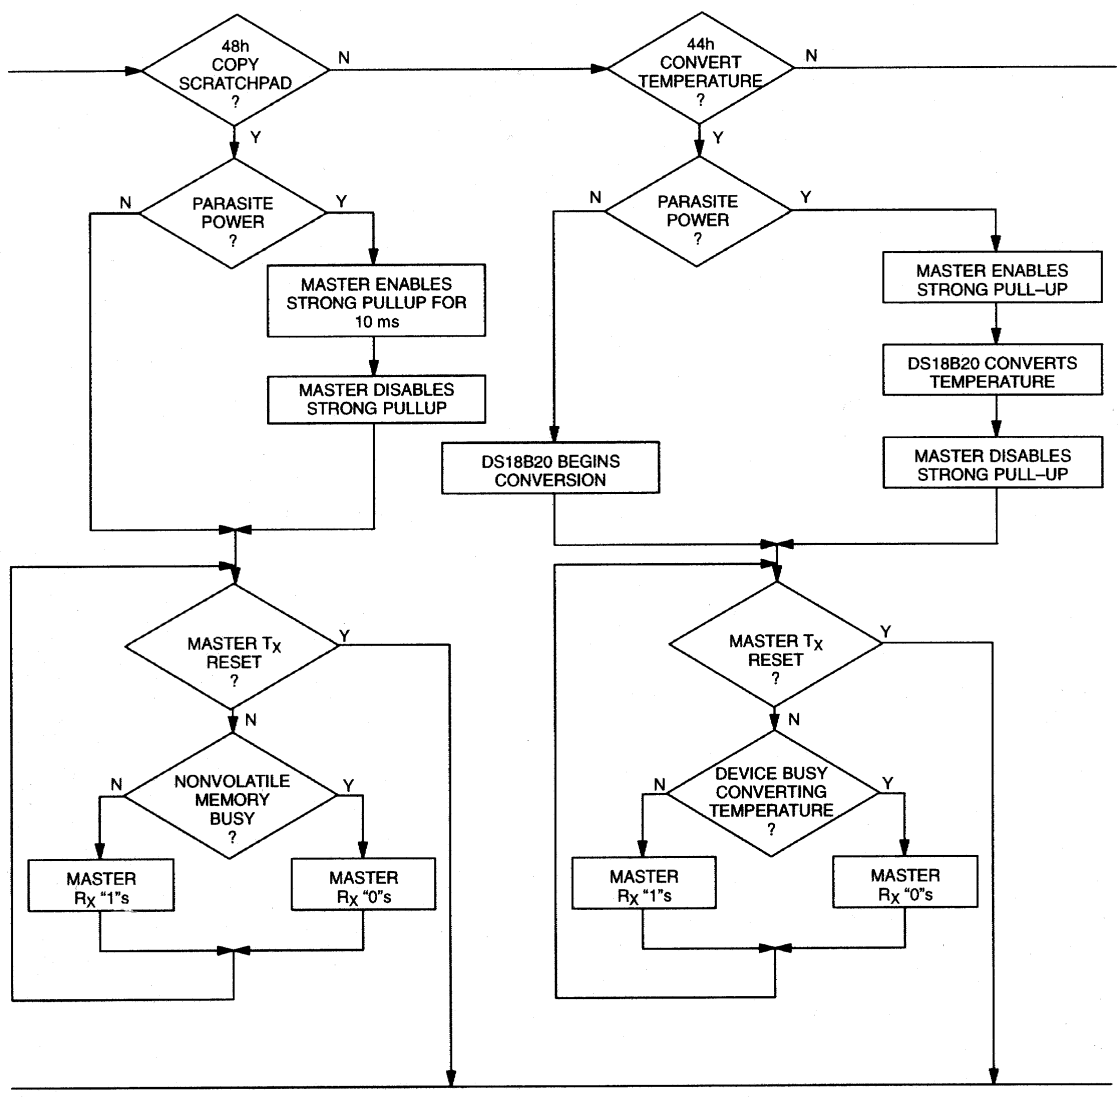 48h
COPY
SCRATCHPAD
?
N
Y
44h
CONVERT
TEMPERATURE
?
N
Y
N
PARASITE
POWER
?
Y
N
PARASITE
POWER
?
Y
MASTER ENABLES
STRONG PULLUP FOR
10 ms
MASTER DISABLES
STRONG PULLUP
MASTER ENABLES
STRONG PULL–UP
DS18B20 CONVERTS
TEMPERATURE
MASTER DISABLES
STRONG PULL–UP
DS18B20 BEGINS
CONVERSION
MASTER TX
RESET
?
Y
N
MASTER TX
RESET
?
Y
N
N
NONVOLATILE
MEMORY
BUSY
?
Y
N
DEVICE BUSY
CONVERTING
TEMPERATURE
?
Y
MASTER
RX “1”s
MASTER
RX “0”s
MASTER
RX “1”s
MASTER
RX “0”s